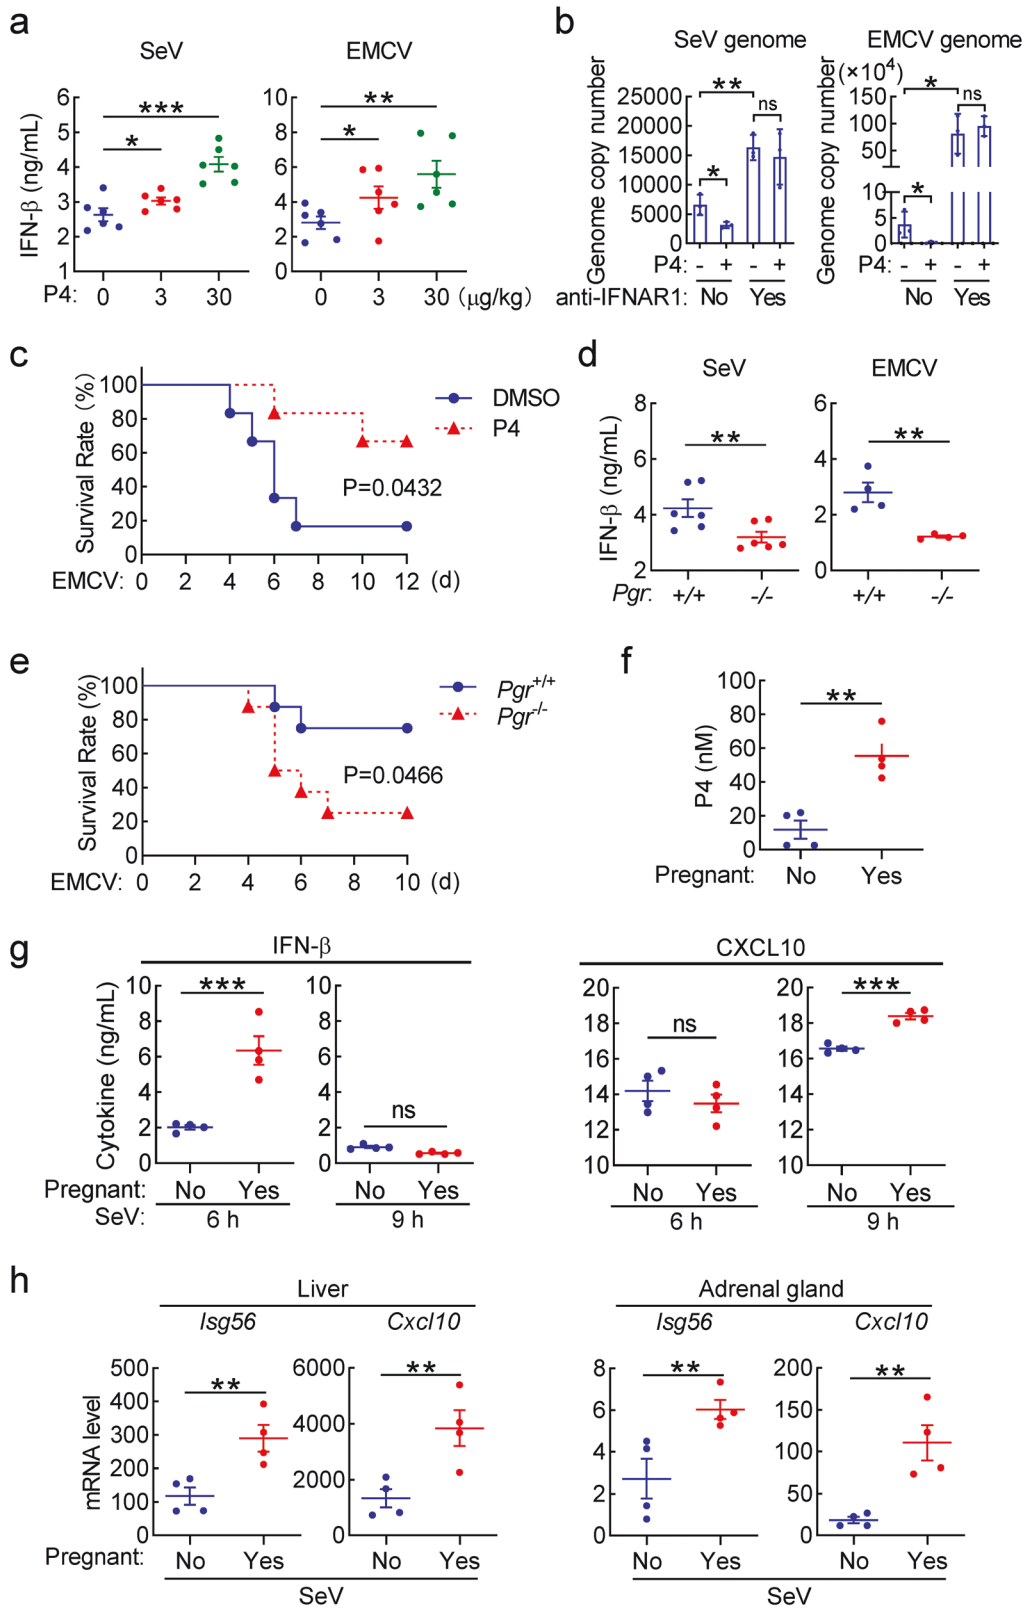 a
SeV
EMCV
IFN-β (ng/mL)
6
5
4
3
2
1
***
*
10
8
6
4
2
0
**
*
P4:
0
3
30
0
3
30
(μg/kg)
b
SeV genome
EMCV genome
Genome copy number
25000
20000
15000
10000
5000
0
**
ns
*
Genome copy number
(×10⁴)
150
100
50
10
5
0
*
ns
*
P4: - + - +
P4: - + - +
anti-IFNAR1: No Yes
No Yes
c
Survival Rate (%)
100
80
60
40
20
0
DMSO
P4
P=0.0432
EMCV: 0 2 4 6 8 10 12 (d)
d
SeV
EMCV
IFN-β (ng/mL)
8
6
4
2
**
6
4
2
0
**
Pgr: +/+ -/-
+/+ -/-
e
Survival Rate (%)
100
80
60
40
20
0
Pgr+/+
Pgr-/-
P=0.0466
EMCV: 0 2 4 6 8 10 (d)
f
P4 (nM)
100
80
60
40
20
0
**
Pregnant: No Yes
g
IFN-β
CXCL10
Cytokine (ng/mL)
10
8
6
4
2
0
***
10
8
6
4
2
0
ns
20
18
16
14
12
10
ns
20
18
16
14
12
10
***
Pregnant: No Yes No Yes
No Yes No Yes
SeV: 6 h 9 h
6 h 9 h
h
Liver
Adrenal gland
Isg56
Cxcl10
Isg56
Cxcl10
mRNA level
500
400
300
200
100
0
**
6000
4000
2000
0
**
8
6
4
2
0
**
200
150
100
50
0
**
Pregnant: No Yes No Yes
No Yes No Yes
SeV
SeV